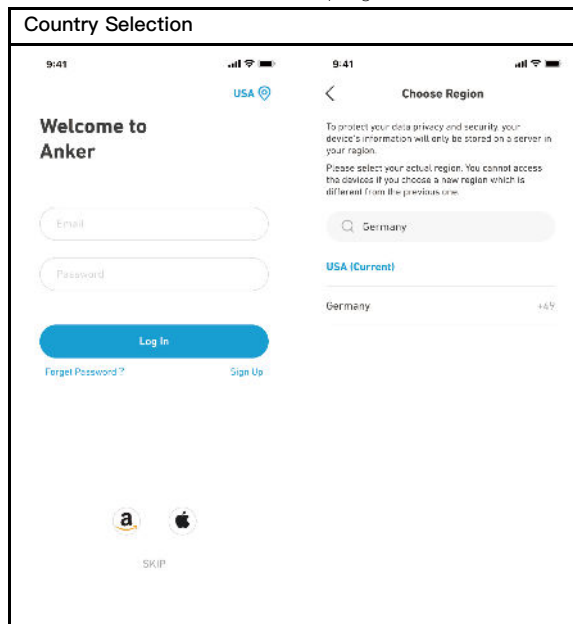 Country Selection
9:41
USA
Welcome to
Anker
Email
Password
Log In
Forget Password ?
Sign Up
a
SKIP
9:41
Choose Region
To protect your data privacy and security, your
device's information will only be stored on a server in
your region.
Please select your actual region. You cannot access
the devices if you choose a new region which is
different from the previous one.
Germany
USA (Current)
Germany
+49